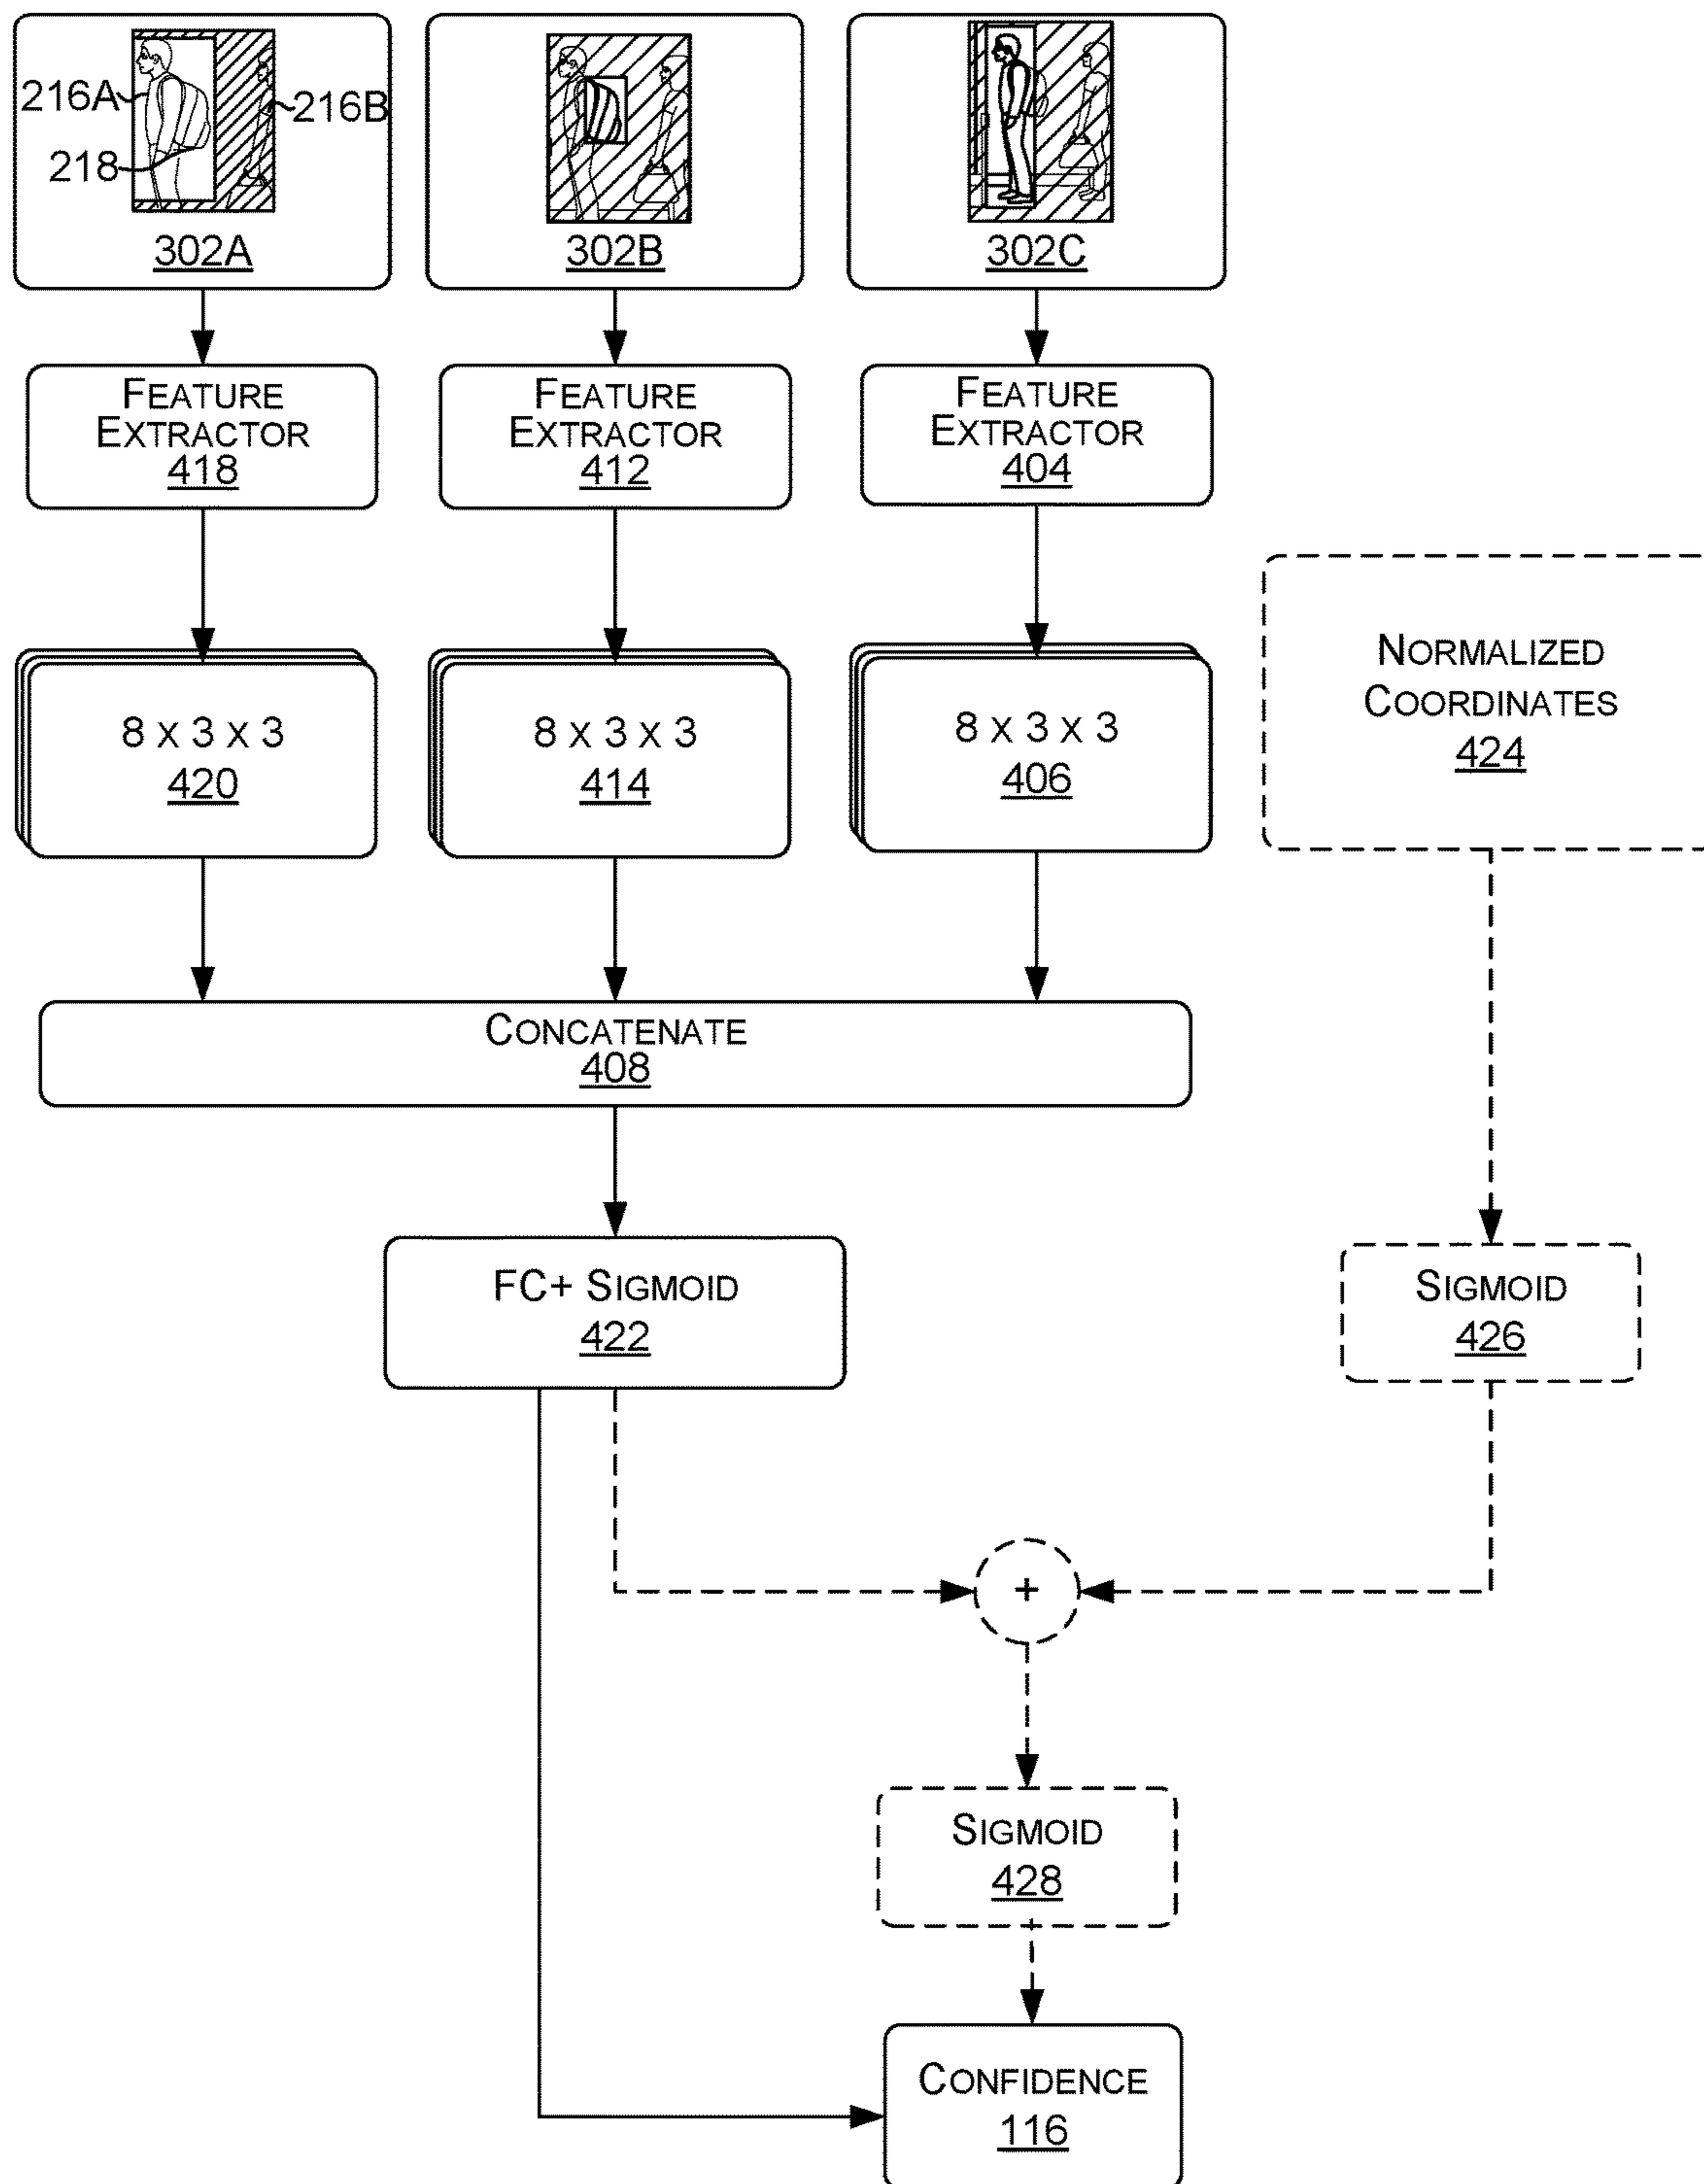 216A
216B
218
302A
302B
302C
FEATURE
EXTRACTOR
418
FEATURE
EXTRACTOR
412
FEATURE
EXTRACTOR
404
8 X 3 X 3
420
8 X 3 X 3
414
8 X 3 X 3
406
NORMALIZED
COORDINATES
424
CONCATENATE
408
FC+ SIGMOID
422
SIGMOID
426
+
SIGMOID
428
CONFIDENCE
116